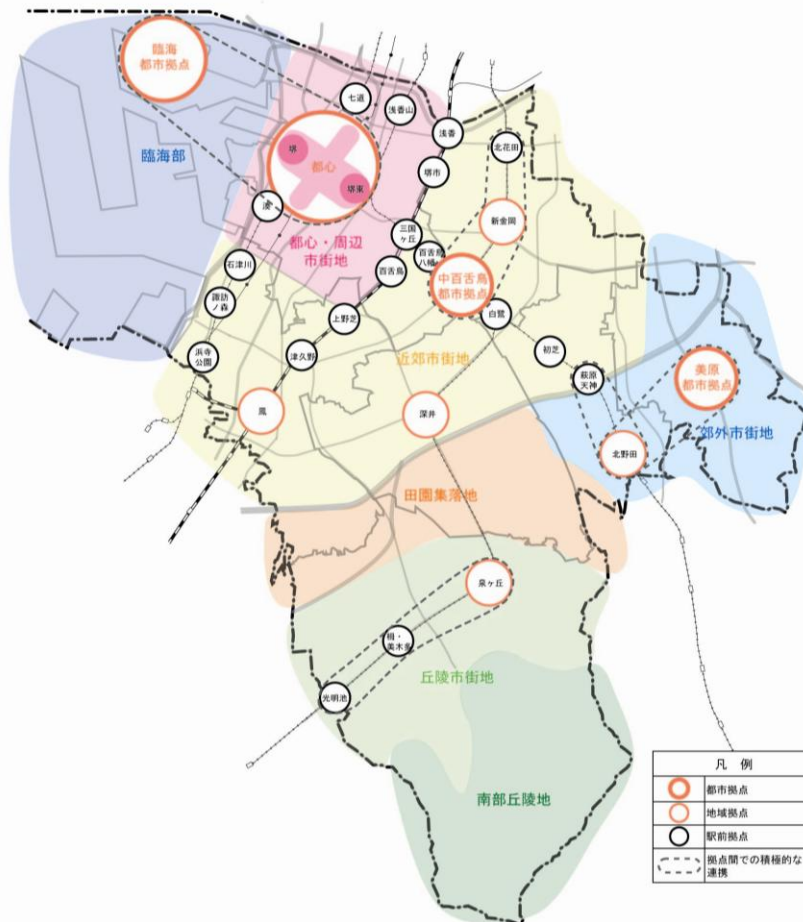 臨海
都市拠点
七道
浅香山
浅香
北花田
堺
都心
堺東
堺市
臨海部
湊
新金岡
三国
ヶ丘
都心・周辺
市街地
百舌鳥
八幡
石津川
百舌鳥
中百舌鳥
都市拠点
諏訪
ノ森
上野芝
白鷺
浜寺
公園
津久野
近郊市街地
初芝
萩原
天神
美原
都市拠点
鳳
深井
郊外市街地
北野田
田園集落地
泉ヶ丘
栂・
美木多
丘陵市街地
光明池
南部丘陵地
凡 例
都市拠点
地域拠点
駅前拠点
拠点間での積極的な
連携